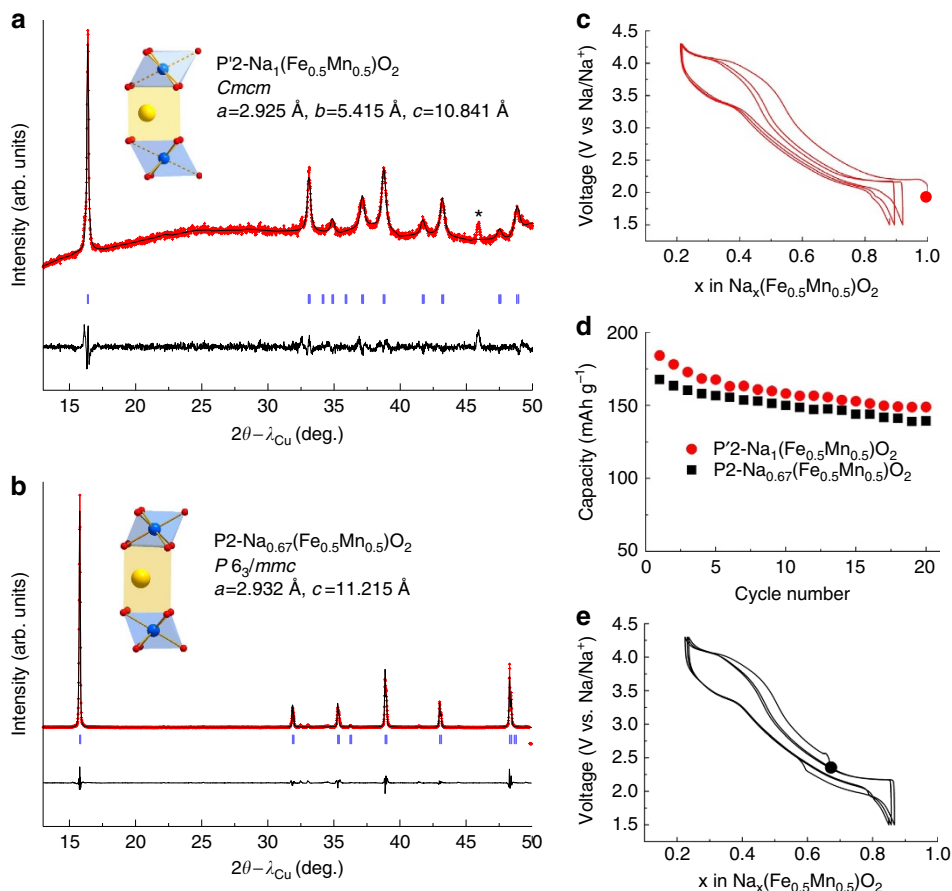 a
P′2-Na1(Fe0.5Mn0.5)O2
Cmcm
a=2.925 Å, b=5.415 Å, c=10.841 Å
*
Intensity (arb. units)
15 20 25 30 35 40 45 50
2θ–λCu (deg.)
b
P2-Na0.67(Fe0.5Mn0.5)O2
P 63/mmc
a=2.932 Å, c=11.215 Å
Intensity (arb. units)
15 20 25 30 35 40 45 50
2θ–λCu (deg.)
c
Voltage (V vs Na/Na+)
4.5
4.0
3.5
3.0
2.5
2.0
1.5
1.0
0.2 0.4 0.6 0.8 1.0
x in Nax(Fe0.5Mn0.5)O2
d
Capacity (mAh g−1)
200
150
100
50
P′2-Na1(Fe0.5Mn0.5)O2
P2-Na0.67(Fe0.5Mn0.5)O2
0 5 10 15 20
Cycle number
e
Voltage (V vs. Na/Na+)
4.5
4.0
3.5
3.0
2.5
2.0
1.5
1.0
0.2 0.4 0.6 0.8 1.0
x in Nax(Fe0.5Mn0.5)O2